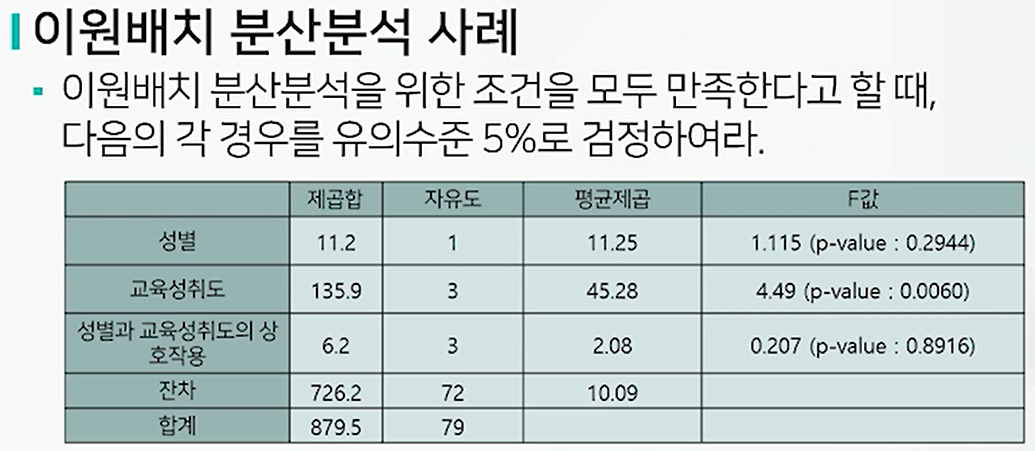 이원배치 분산분석 사례
▪ 이원배치 분산분석을 위한 조건을 모두 만족한다고 할 때,
다음의 각 경우를 유의수준 5%로 검정하여라.
제곱합 자유도 평균제곱 F값
성별 11.2 1 11.25 1.115 (p-value : 0.2944)
교육성취도 135.9 3 45.28 4.49 (p-value : 0.0060)
성별과 교육성취도의 상
호작용 6.2 3 2.08 0.207 (p-value : 0.8916)
잔차 726.2 72 10.09
합계 879.5 79